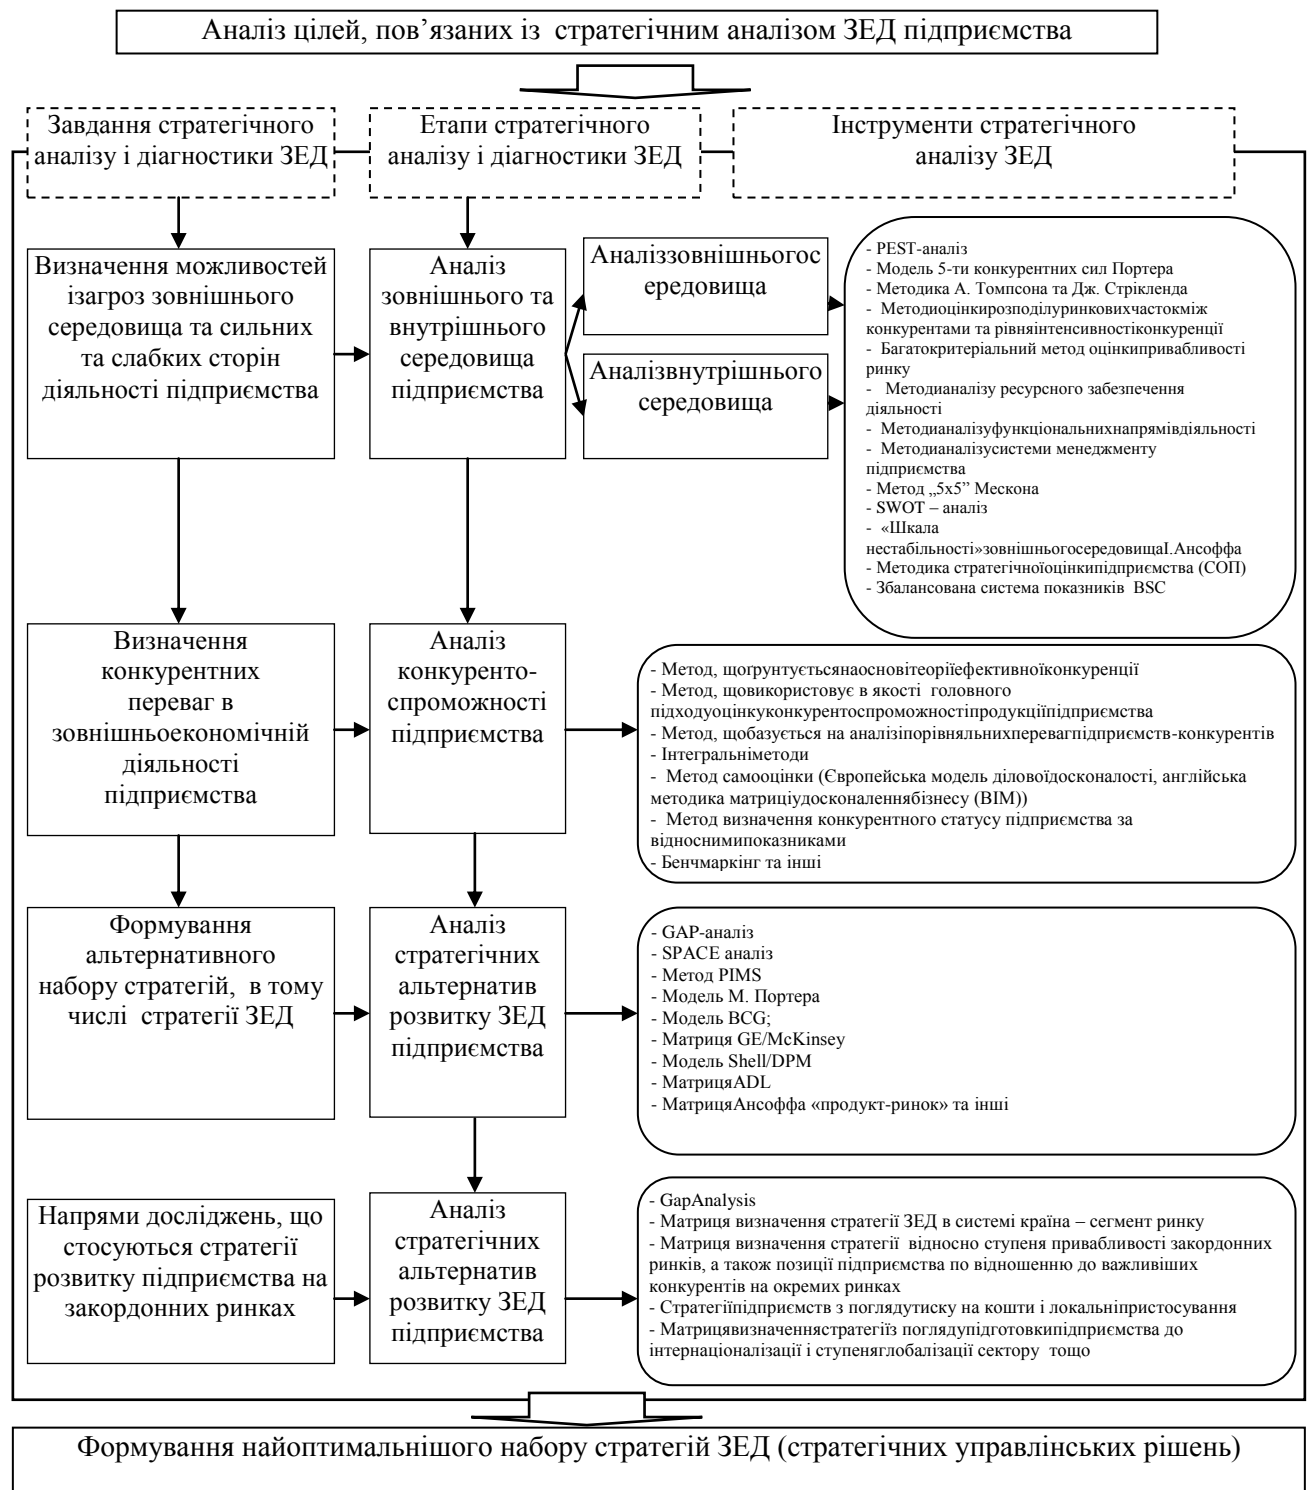 Аналіз цілей, пов’язаних із стратегічним аналізом ЗЕД підприємства
Завдання стратегічного
аналізу і діагностики ЗЕД
Етапи стратегічного
аналізу і діагностики ЗЕД
Інструменти стратегічного
аналізу ЗЕД
Визначення можливостей
ізагроз зовнішнього
середовища та сильних
та слабких сторін
діяльності підприємства
Аналіз
зовнішнього та
внутрішнього
середовища
підприємства
Аналіззовнішньогос
ередовища
Аналізвнутрішнього
середовища
- PEST-аналіз
- Модель 5-ти конкурентних сил Портера
- Методика А. Томпсона та Дж. Стрікленда
- Методиоцінкирозподілуринковихчастокміж
конкурентами та рівняінтенсивностіконкуренції
- Багатокритеріальний метод оцінкипривабливості
ринку
- Методианалізу ресурсного забезпечення
діяльності
- Методианалізуфункціональнихнапрямівдіяльності
- Методианалізусистеми менеджменту
підприємства
- Метод „5х5” Мескона
- SWOT – аналіз
- «Шкала
нестабільності»зовнішньогосередовищаІ.Ансоффа
- Методика стратегічноїоцінкипідприємства (СОП)
- Збалансована система показників BSC
Визначення
конкурентних
переваг в
зовнішньоекономічній
діяльності
підприємства
Аналіз
конкуренто-
спроможності
підприємства
- Метод, щогрунтуєтьсянаосновітеоріїефективноїконкуренції
- Метод, щовикористовує в якості головного
підходуоцінкуконкурентоспроможностіпродукціїпідприємства
- Метод, щобазується на аналізіпорівняльнихперевагпідприємств-конкурентів
- Інтегральніметоди
- Метод самооцінки (Європейська модель діловоїдосконалості, англійська
методика матриціудосконаленнябізнесу (BIM))
- Метод визначення конкурентного статусу підприємства за
відноснимипоказниками
- Бенчмаркінг та інші
Формування
альтернативного
набору стратегій, в тому
числі стратегії ЗЕД
Аналіз
стратегічних
альтернатив
розвитку ЗЕД
підприємства
- GAP-аналіз
- SPACE аналіз
- Метод PIMS
- Модель М. Портера
- Модель BCG;
- Матриця GE/McKinsey
- Модель Shell/DPM
- МатрицяADL
- МатрицяАнсоффа «продукт-ринок» та інші
Напрями досліджень, що
стосуються стратегії
розвитку підприємства на
закордонних ринках
Аналіз
стратегічних
альтернатив
розвитку ЗЕД
підприємства
- GapAnalysis
- Матриця визначення стратегії ЗЕД в системі країна – сегмент ринку
- Матриця визначення стратегії відносно ступеня привабливості закордонних
ринків, а також позиції підприємства по відношенню до важливіших
конкурентів на окремих ринках
- Стратегіїпідприємств з поглядутиску на кошти і локальніпристосування
- Матрицявизначеннястратегіїз поглядупідготовкипідприємства до
інтернаціоналізації і ступеняглобалізації сектору тощо
Формування найоптимальнішого набору стратегій ЗЕД (стратегічних управлінських рішень)